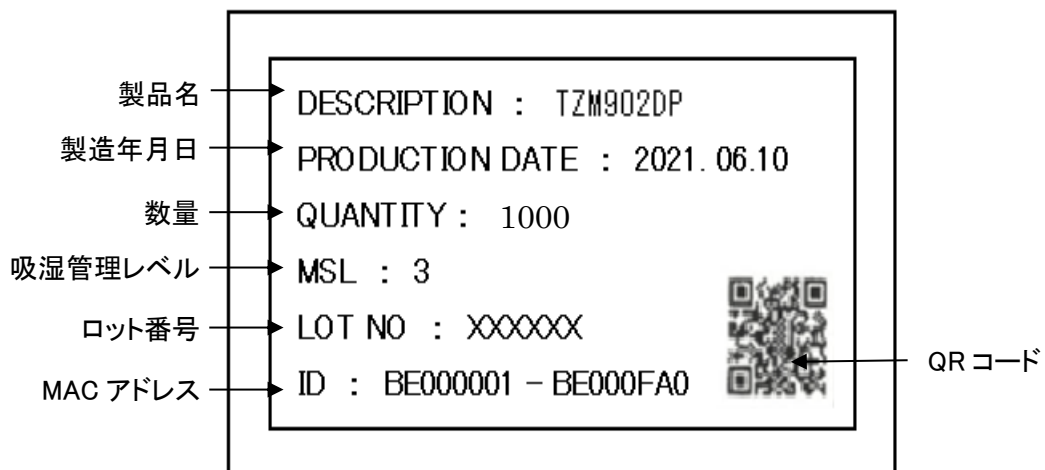 製品名
DESCRIPTION : TZM902DP
製造年月日
PRODUCTION DATE : 2021.06.10
数量
QUANTITY : 1000
吸湿管理レベル
MSL : 3
ロット番号
LOT NO : XXXXXX
MAC アドレス
ID : BE000001 - BE000FA0
QR コード